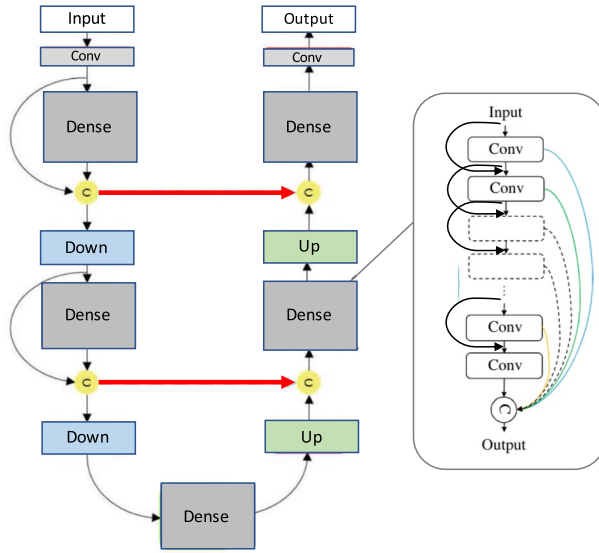 Input
Conv
Dense
C
Down
Dense
C
Down
Dense
Up
C
Dense
Up
C
Dense
Conv
Output
Input
Conv
Conv
Conv
Conv
C
Output